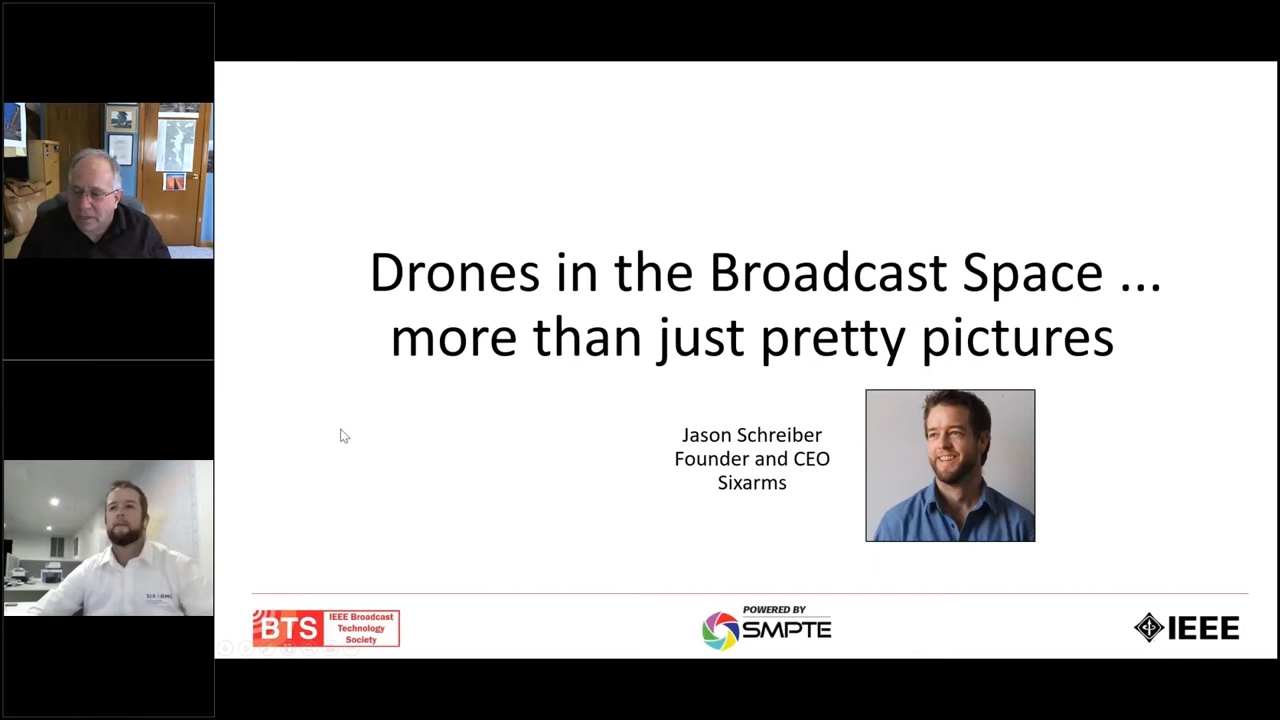 Drones in the Broadcast Space ...
more than just pretty pictures
Jason Schreiber
Founder and CEO
Sixarms
BTS
IEEE Broadcast
Technology
Society
POWERED BY
SMPTE
IEEE